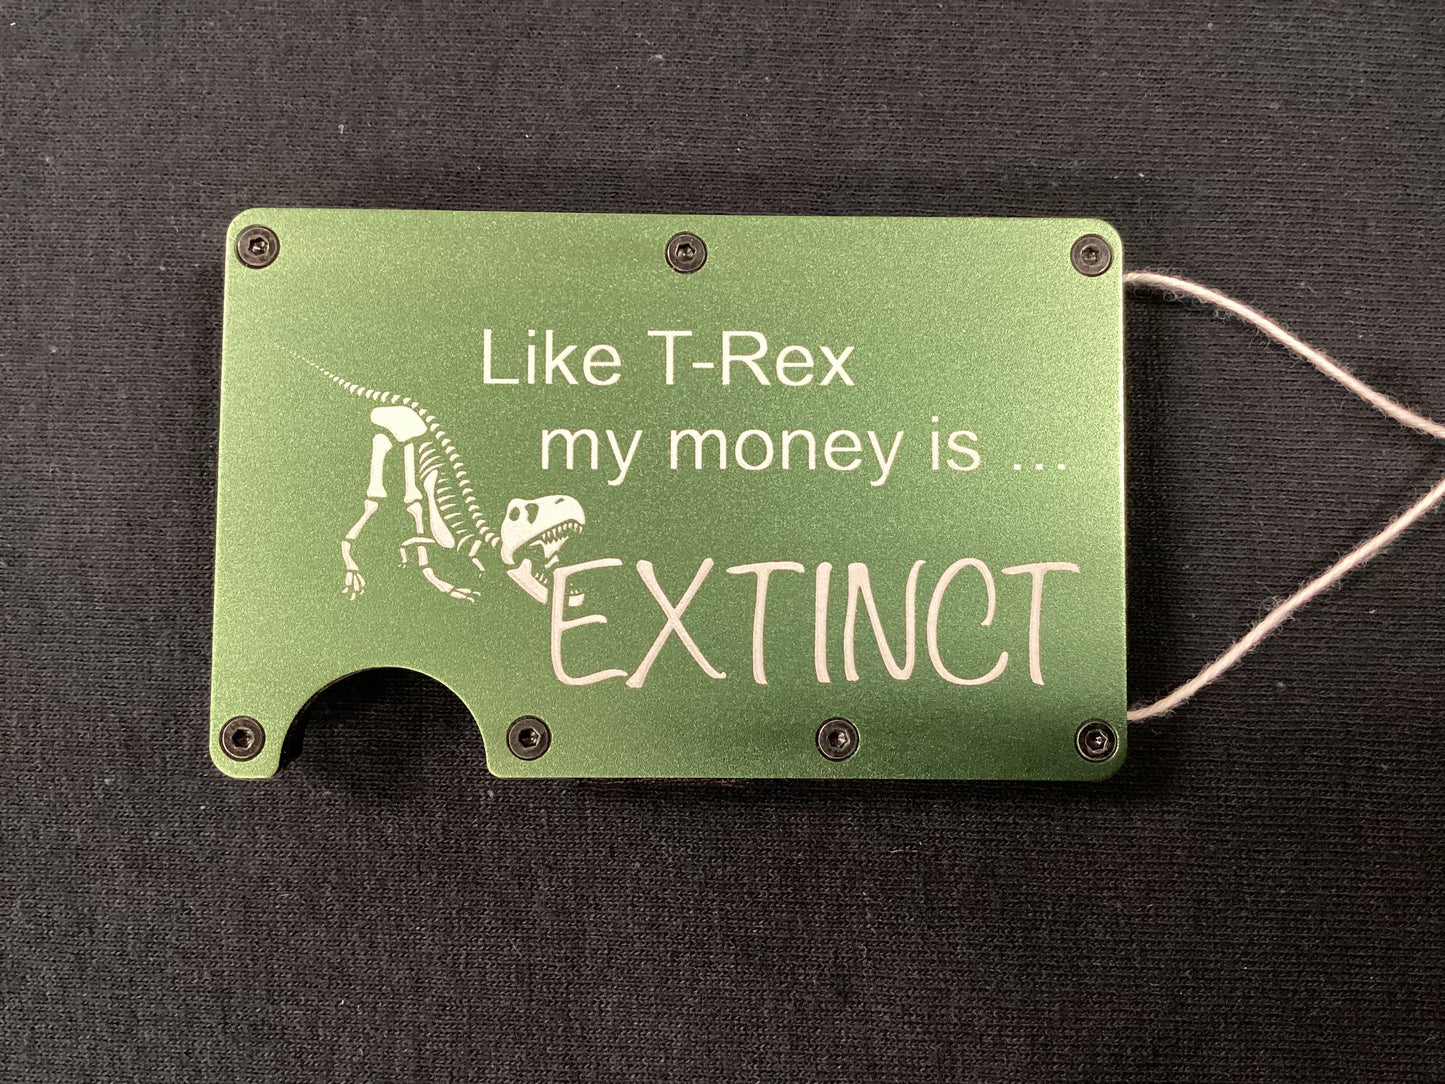 Like T-Rex
my money is ...
EXTINCT